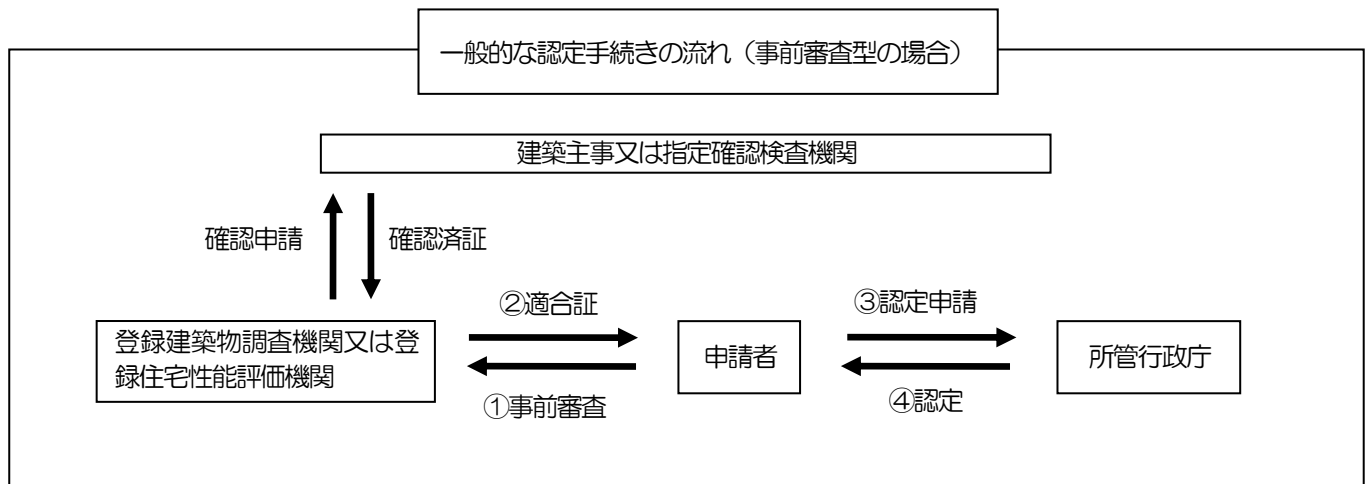 一般的な認定手続きの流れ（事前審査型の場合）
建築主事又は指定確認検査機関
確認申請
確認済証
②適合証
③認定申請
登録建築物調査機関又は登
録住宅性能評価機関
申請者
所管行政庁
①事前審査
④認定